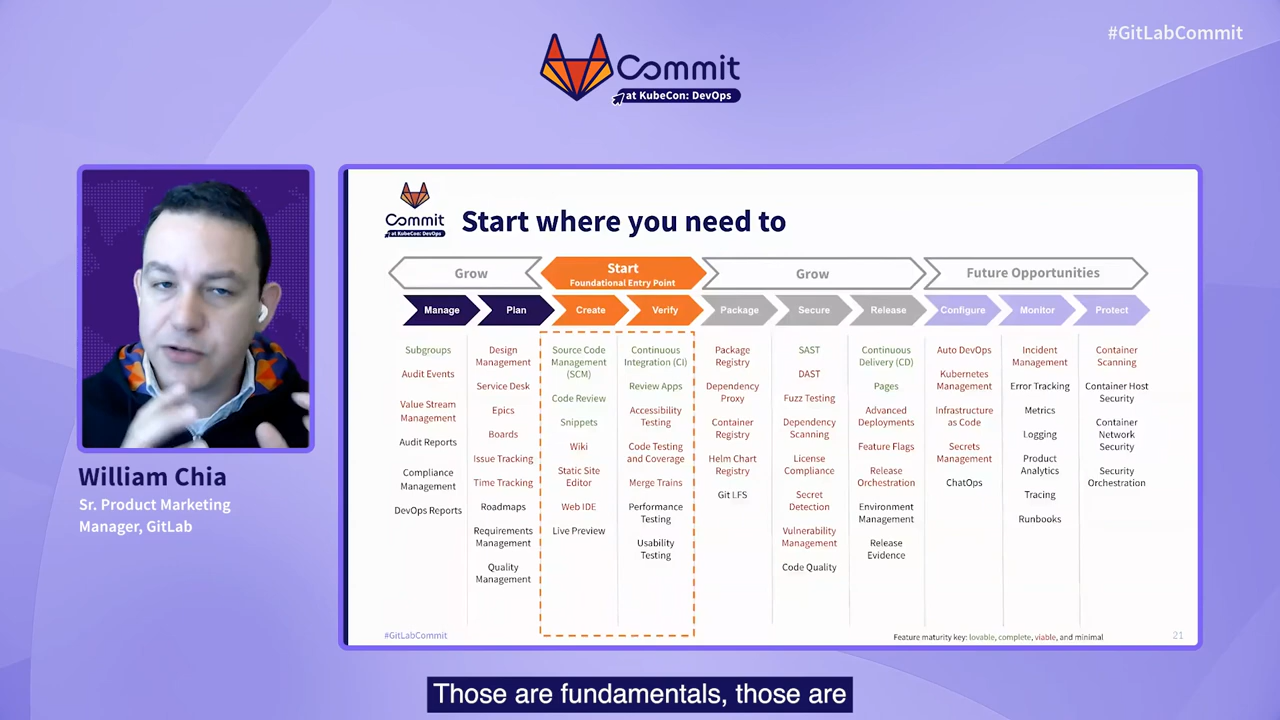 #GitLabCommit
Commit
at KubeCon: DevOps
Commit
at KubeCon: DevOps
Start where you need to
Grow
Start
Foundational Entry Point
Grow
Future Opportunities
Manage
Plan
Create
Verify
Package
Secure
Release
Configure
Monitor
Protect
Subgroups
Audit Events
Value Stream
Management
Audit Reports
Compliance
Management
DevOps Reports
Design
Management
Service Desk
Epics
Boards
Issue Tracking
Time Tracking
Roadmaps
Requirements
Management
Quality
Management
Source Code
Management
(SCM)
Code Review
Snippets
Wiki
Static Site
Editor
Web IDE
Live Preview
Continuous
Integration (CI)
Review Apps
Accessibility
Testing
Code Testing
and Coverage
Merge Trains
Performance
Testing
Usability
Testing
Package
Registry
Dependency
Proxy
Container
Registry
Helm Chart
Registry
Git LFS
SAST
DAST
Fuzz Testing
Dependency
Scanning
License
Compliance
Secret
Detection
Vulnerability
Management
Code Quality
Continuous
Delivery (CD)
Pages
Advanced
Deployments
Feature Flags
Release
Orchestration
Environment
Management
Release
Evidence
Auto DevOps
Kubernetes
Management
Infrastructure
as Code
Secrets
Management
ChatOps
Incident
Management
Error Tracking
Metrics
Logging
Product
Analytics
Tracing
Runbooks
Container
Scanning
Container Host
Security
Container
Network
Security
Security
Orchestration
#GitLabCommit
Feature maturity key: lovable, complete, viable, and minimal
21
William Chia
Sr. Product Marketing
Manager, GitLab
Those are fundamentals, those are